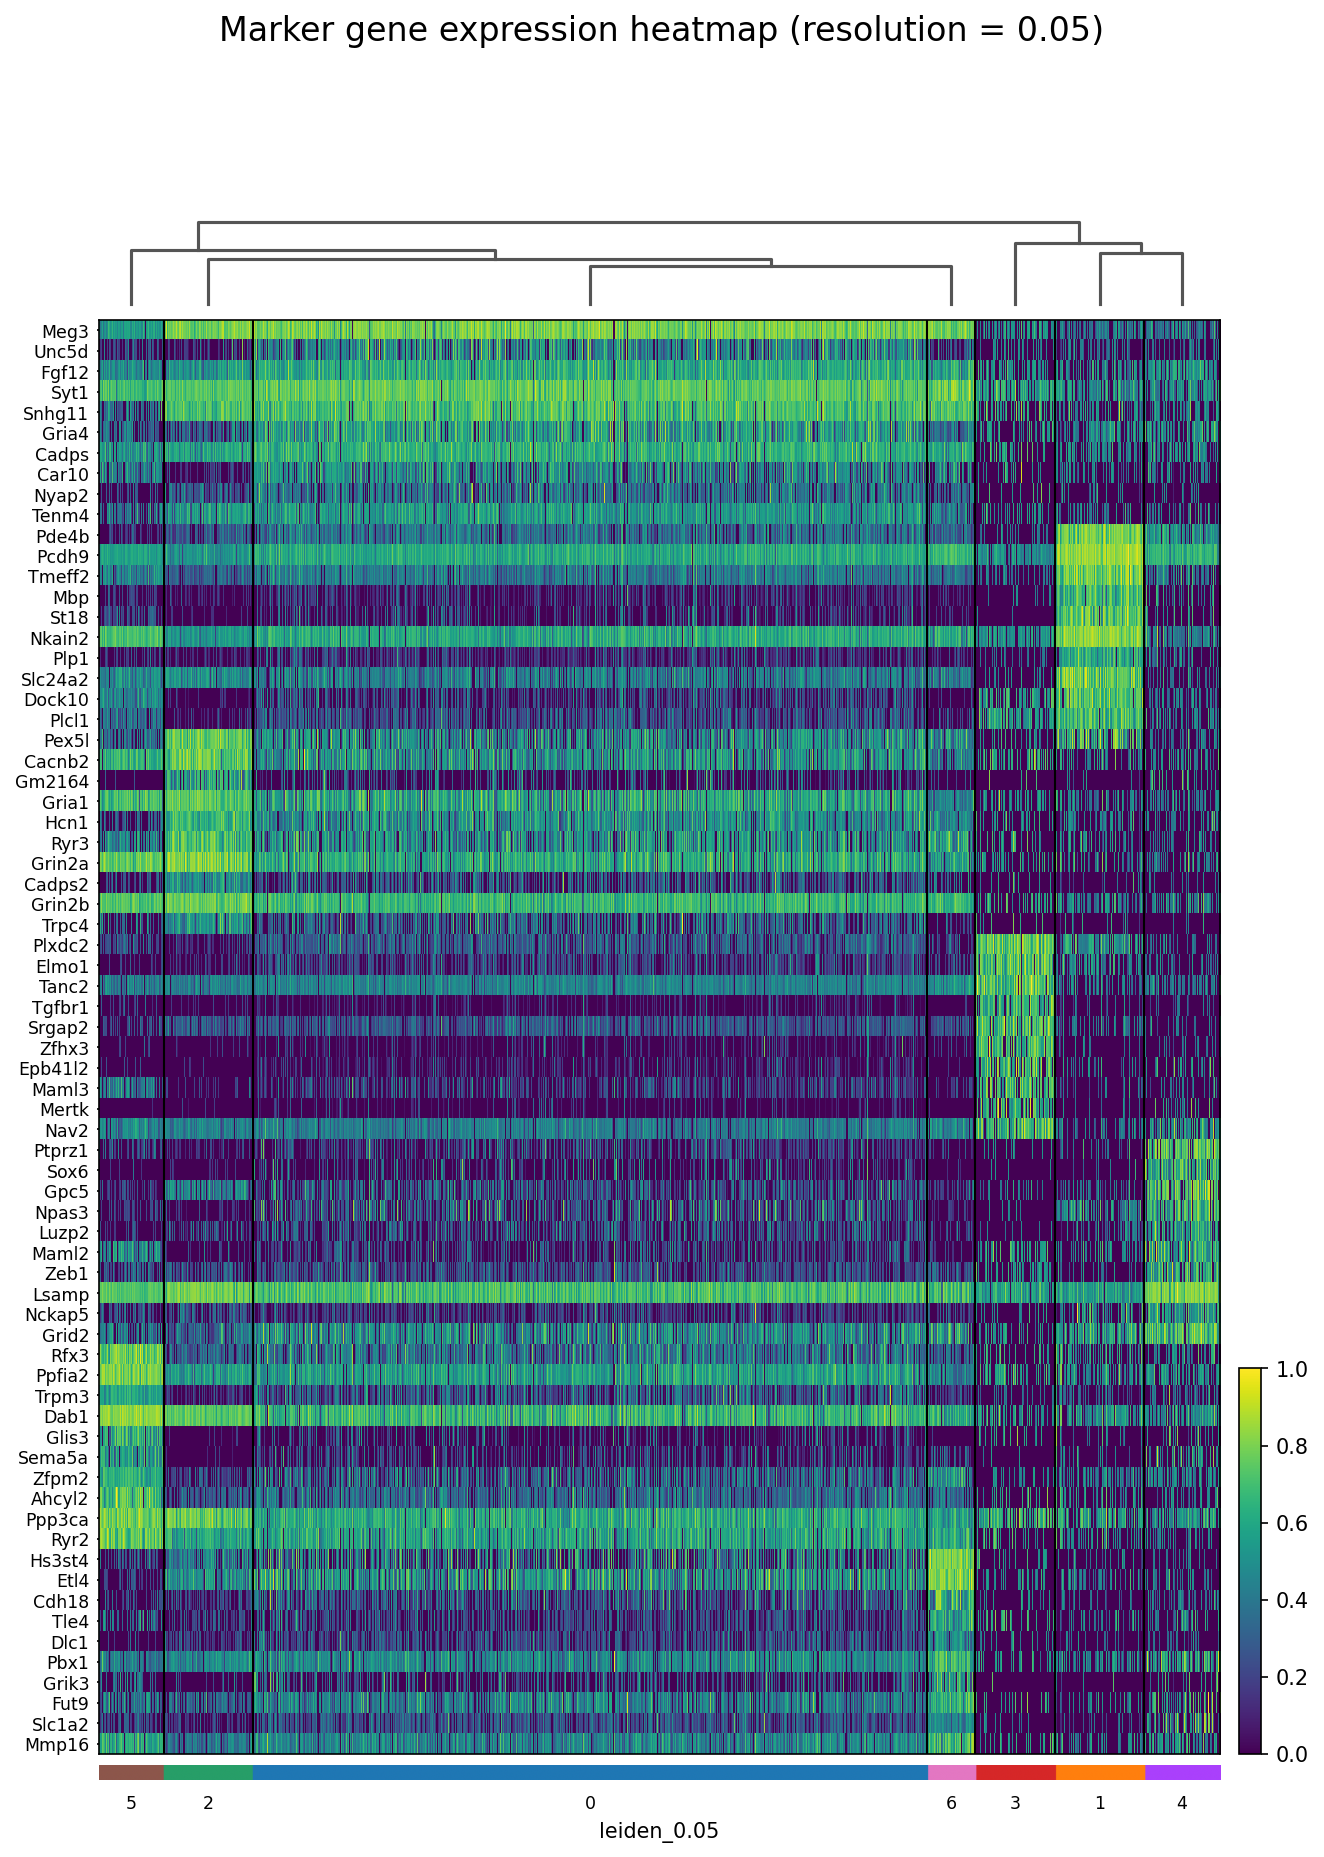 Marker gene expression heatmap (resolution = 0.05)
Meg3
Unc5d
Fgf12
Syt1
Snhg11
Gria4
Cadps
Car10
Nyap2
Tenm4
Pde4b
Pcdh9
Tmeff2
Mbp
St18
Nkain2
Plp1
Slc24a2
Dock10
Plcl1
Pex5l
Cacnb2
Gm2164
Gria1
Hcn1
Ryr3
Grin2a
Cadps2
Grin2b
Trpc4
Plxdc2
Elmo1
Tanc2
Tgfbr1
Srgap2
Zfhx3
Epb41l2
Maml3
Mertk
Nav2
Ptprz1
Sox6
Gpc5
Npas3
Luzp2
Maml2
Zeb1
Lsamp
Nckap5
Grid2
Rfx3
Ppfia2
Trpm3
Dab1
Glis3
Sema5a
Zfpm2
Ahcyl2
Ppp3ca
Ryr2
Hs3st4
Etl4
Cdh18
Tle4
Dlc1
Pbx1
Grik3
Fut9
Slc1a2
Mmp16
1.0
0.8
0.6
0.4
0.2
0.0
5 2 0 6 3 1 4
leiden_0.05